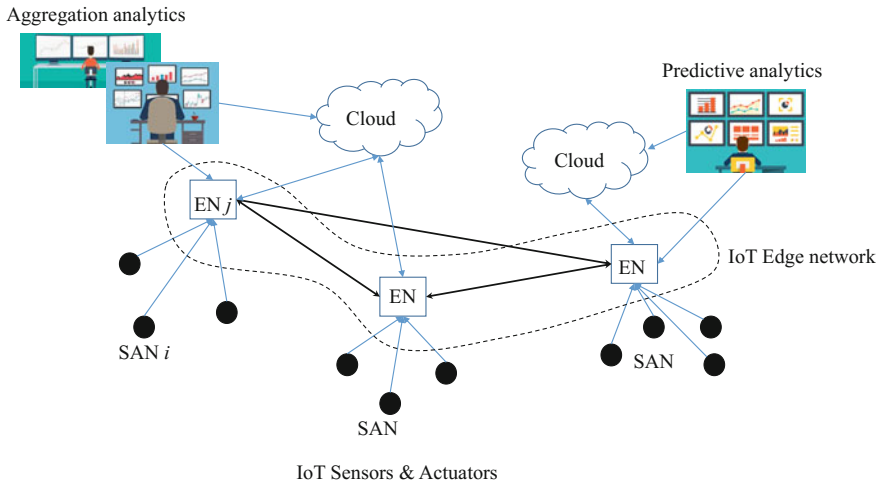 Aggregation analytics
Predictive analytics
Cloud
Cloud
EN j
IoT Edge network
EN
EN
SAN i
SAN
SAN
IoT Sensors & Actuators